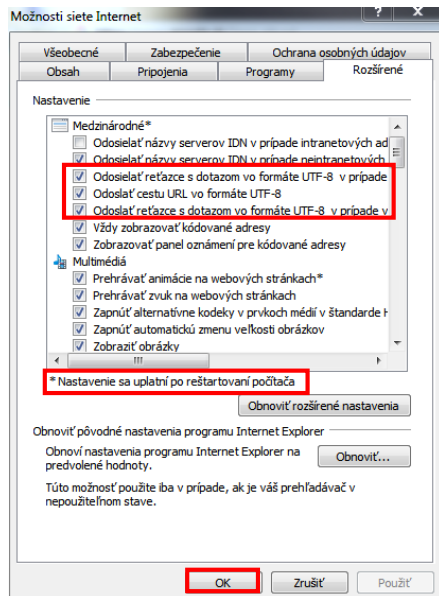 Možnosti siete Internet
? X
Všeobecné Zabezpečenie Ochrana osobných údajov
Obsah Pripojenia Programy Rozšírené
Nastavenie
Medzinárodné*
Odosielať názvy serverov IDN v prípade intranetových ad
Odosielať názvy serverov IDN v prípade neintranetových
Odosielať reťazce s dotazom vo formáte UTF-8 v prípade
Odoslať cestu URL vo formáte UTF-8
Odoslať reťazce s dotazom vo formáte UTF-8 v prípade v
Vždy zobrazovať kódované adresy
Zobrazovať panel oznámení pre kódované adresy
Multimédiá
Prehrávať animácie na webových stránkach*
Prehrávať zvuk na webových stránkach
Zapnúť alternatívne kodeky v prvkoch médií v štandarde H
Zapnúť automatickú zmenu veľkosti obrázkov
Zobraziť obrázky
* Nastavenie sa uplatní po reštartovaní počítača
Obnoviť rozšírené nastavenia
Obnoviť pôvodné nastavenia programu Internet Explorer
Obnoví nastavenia programu Internet Explorer na
predvolené hodnoty.
Obnoviť...
Túto možnosť použite iba v prípade, ak je váš prehľadávač v
nepoužiteľnom stave.
OK Zrušiť Použiť